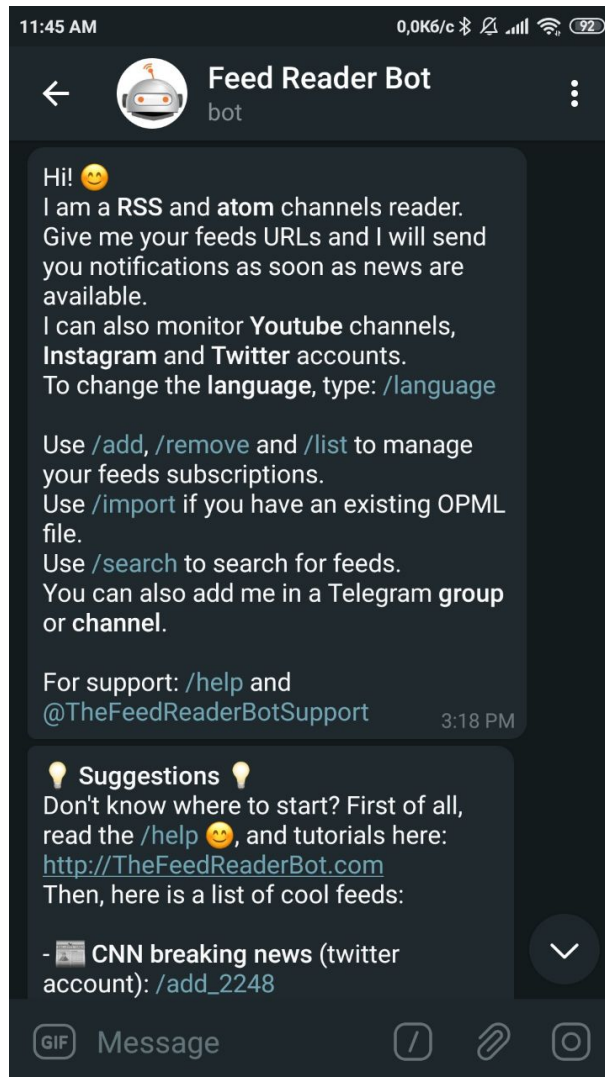 11:45 AM 0,0Кб/с 92
Feed Reader Bot
bot
Hi! 😊
I am a RSS and atom channels reader.
Give me your feeds URLs and I will send
you notifications as soon as news are
available.
I can also monitor Youtube channels,
Instagram and Twitter accounts.
To change the language, type: /language
Use /add, /remove and /list to manage
your feeds subscriptions.
Use /import if you have an existing OPML
file.
Use /search to search for feeds.
You can also add me in a Telegram group
or channel.
For support: /help and
@TheFeedReaderBotSupport 3:18 PM
💡 Suggestions 💡
Don't know where to start? First of all,
read the /help 😊, and tutorials here:
http://TheFeedReaderBot.com
Then, here is a list of cool feeds:
- 📰 CNN breaking news (twitter
account): /add_2248
GIF Message /